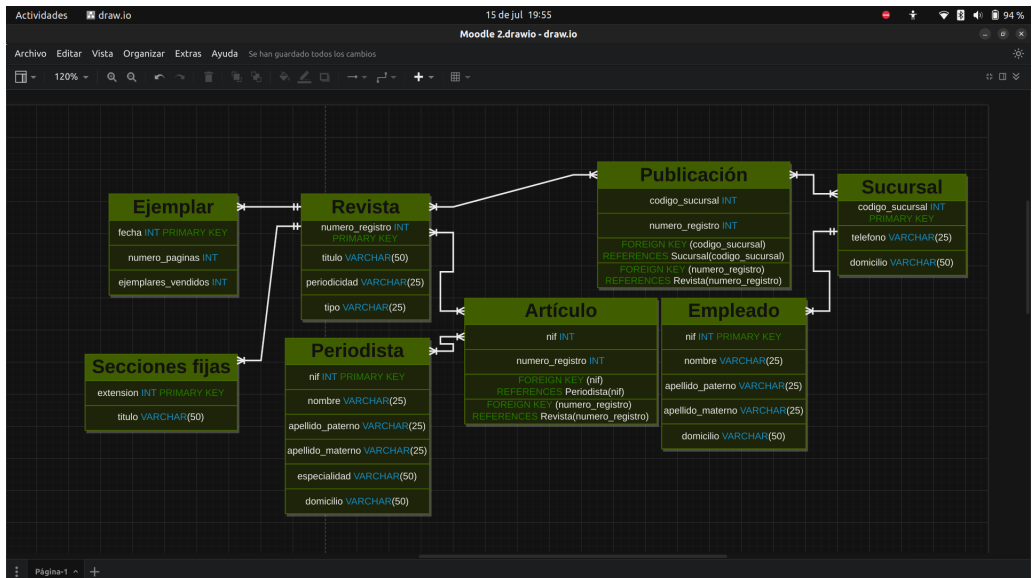 Actividades draw.io 15 de jul 19:55 94 %
Moodle 2.drawio - draw.io
Archivo Editar Vista Organizar Extras Ayuda Se han guardado todos los cambios
120%
Ejemplar
fecha INT PRIMARY KEY
numero_paginas INT
ejemplares_vendidos INT
Revista
numero_registro INT
PRIMARY KEY
titulo VARCHAR(50)
periodicidad VARCHAR(25)
tipo VARCHAR(25)
Publicación
codigo_sucursal INT
numero_registro INT
FOREIGN KEY (codigo_sucursal)
REFERENCES Sucursal(codigo_sucursal)
FOREIGN KEY (numero_registro)
REFERENCES Revista(numero_registro)
Sucursal
codigo_sucursal INT
PRIMARY KEY
telefono VARCHAR(25)
domicilio VARCHAR(50)
Secciones fijas
extension INT PRIMARY KEY
titulo VARCHAR(50)
Periodista
nif INT PRIMARY KEY
nombre VARCHAR(25)
apellido_paterno VARCHAR(25)
apellido_materno VARCHAR(25)
especialidad VARCHAR(50)
domicilio VARCHAR(50)
Artículo
nif INT
numero_registro INT
FOREIGN KEY (nif)
REFERENCES Periodista(nif)
FOREIGN KEY (numero_registro)
REFERENCES Revista(numero_registro)
Empleado
nif INT PRIMARY KEY
nombre VARCHAR(25)
apellido_paterno VARCHAR(25)
apellido_materno VARCHAR(25)
domicilio VARCHAR(50)
Página-1